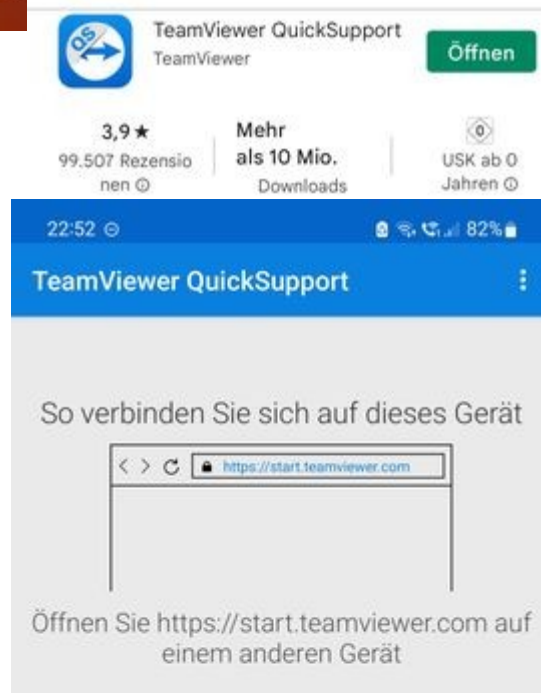 QS
TeamViewer QuickSupport
TeamViewer
Öffnen
3,9 ★
99.507 Rezensio
nen ⓘ
Mehr
als 10 Mio.
Downloads
0
USK ab 0
Jahren ⓘ
22:52
82%
TeamViewer QuickSupport
So verbinden Sie sich auf dieses Gerät
https://start.teamviewer.com
Öffnen Sie https://start.teamviewer.com auf
einem anderen Gerät